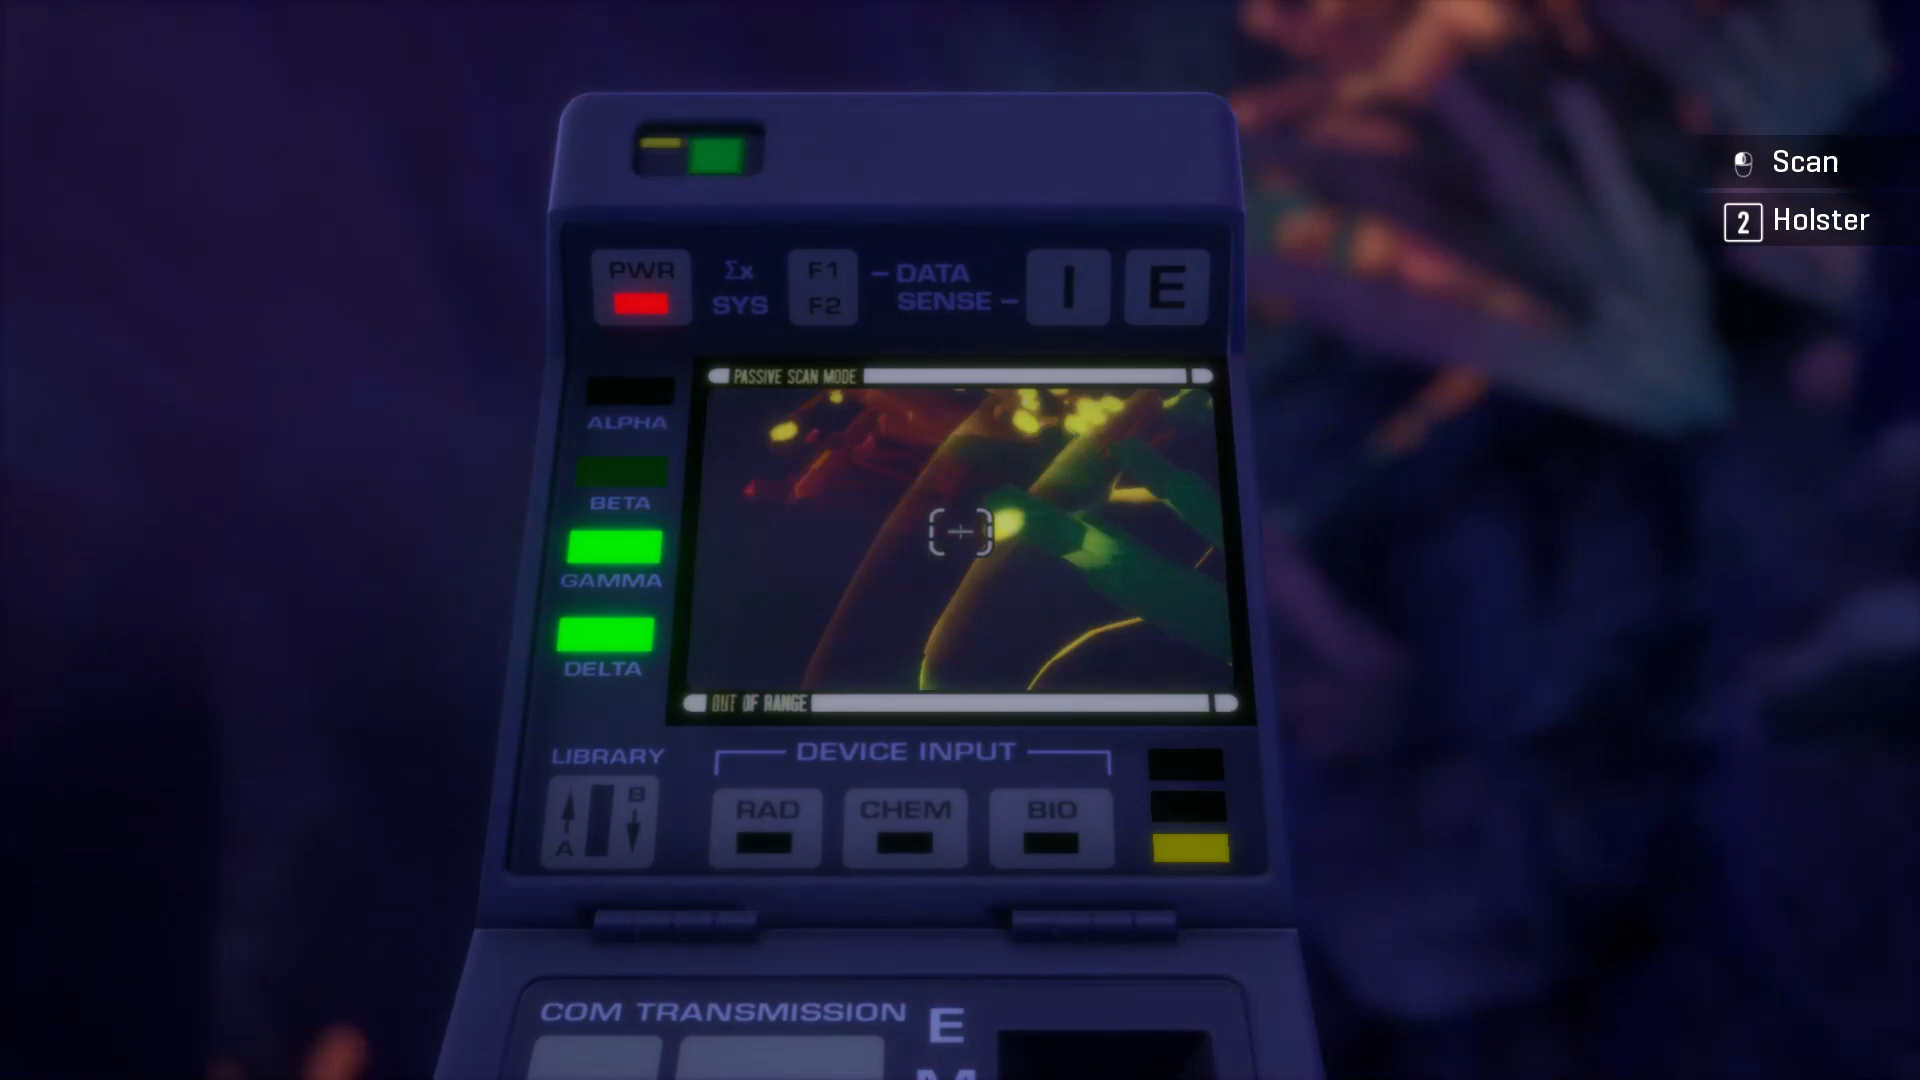 Scan
2 Holster
PWR
Σx
SYS
F1
F2
– DATA
SENSE –
I
E
PASSIVE SCAN MODE
ALPHA
BETA
GAMMA
DELTA
OUT OF RANGE
LIBRARY
DEVICE INPUT
B
A
RAD
CHEM
BIO
COM TRANSMISSION
E